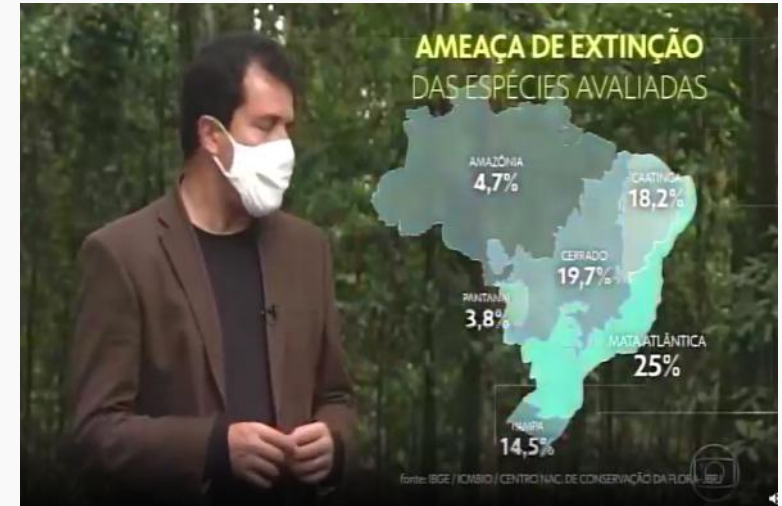 AMEAÇA DE EXTINÇÃO
DAS ESPÉCIES AVALIADAS
AMAZÔNIA
4,7%
CAATINGA
18,2%
CERRADO
19,7%
PANTANAL
3,8%
MATA ATLÂNTICA
25%
PAMPA
14,5%
fonte: IBGE / ICMBIO / CENTRO NAC. DE CONSERVAÇÃO DA FLORA- JBRJ